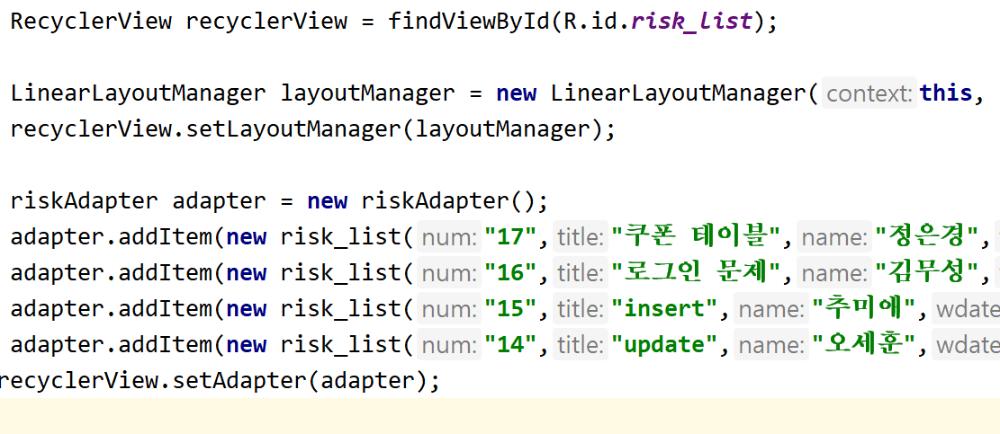 RecyclerView recyclerView = findViewById(R.id.risk_list);
LinearLayoutManager layoutManager = new LinearLayoutManager( context: this,
recyclerView.setLayoutManager(layoutManager);
riskAdapter adapter = new riskAdapter();
adapter.addItem(new risk_list( num: "17", title: "쿠폰 테이블", name: "정은경",
adapter.addItem(new risk_list( num: "16", title: "로그인 문제", name: "김무성",
adapter.addItem(new risk_list( num: "15", title: "insert", name: "추미애", wdate
adapter.addItem(new risk_list( num: "14", title: "update", name: "오세훈", wdate
recyclerView.setAdapter(adapter);